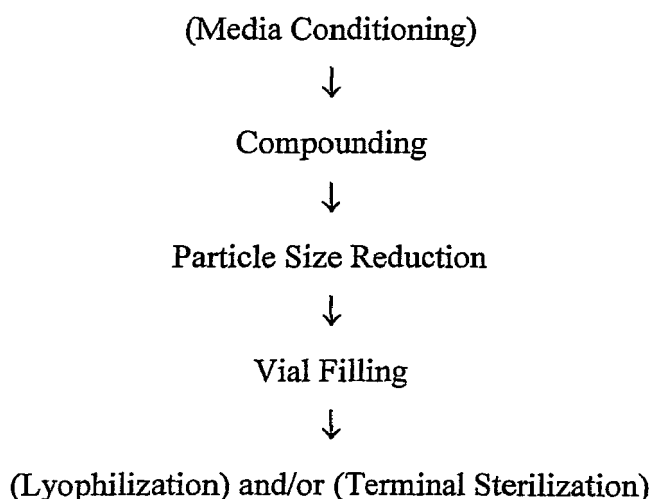 (Media Conditioning)
↓
Compounding
↓
Particle Size Reduction
↓
Vial Filling
↓
(Lyophilization) and/or (Terminal Sterilization)